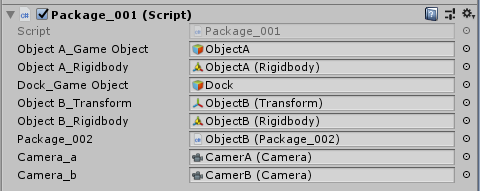 Package_001 (Script)
Script Package_001
Object A_Game Object ObjectA
Object A_Rigidbody ObjectA (Rigidbody)
Dock_Game Object Dock
Object B_Transform ObjectB (Transform)
Object B_Rigidbody ObjectB (Rigidbody)
Package_002 ObjectB (Package_002)
Camera_a CamerA (Camera)
Camera_b CamerB (Camera)